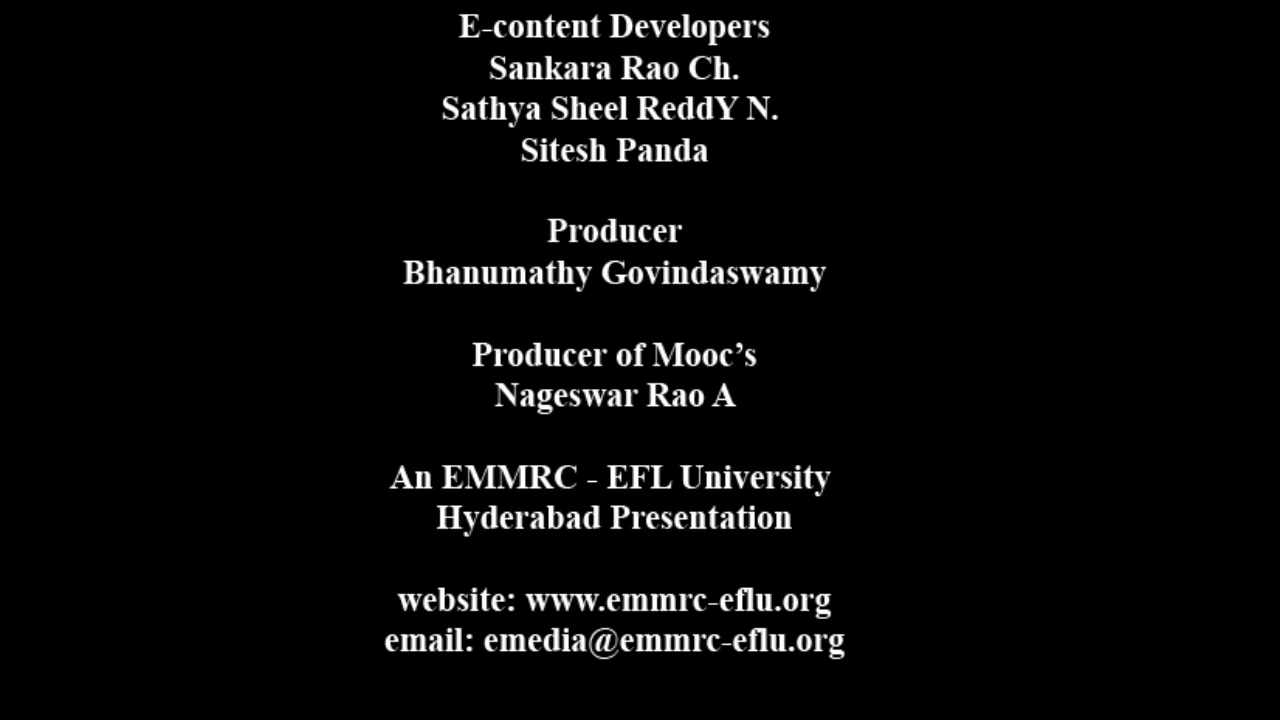 E-content Developers
Sankara Rao Ch.
Sathya Sheel ReddY N.
Sitesh Panda
Producer
Bhanumathy Govindaswamy
Producer of Mooc’s
Nageswar Rao A
An EMMRC - EFL University
Hyderabad Presentation
website: www.emmrc-eflu.org
email: emedia@emmrc-eflu.org